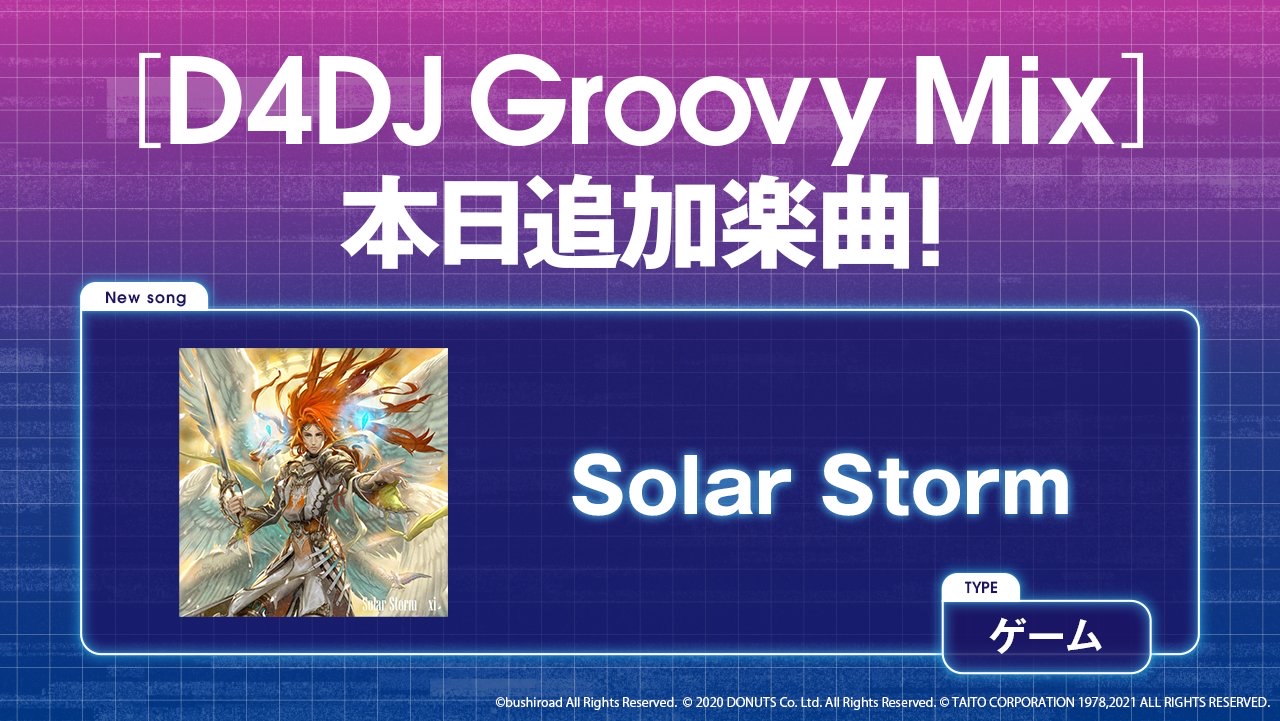 [D4DJ Groovy Mix]
本日追加楽曲!
New song
Solar Storm xi
Solar Storm
TYPE
ゲーム
©bushiroad All Rights Reserved. © 2020 DONUTS Co. Ltd. All Rights Reserved. © TAITO CORPORATION 1978,2021 ALL RIGHTS RESERVED.